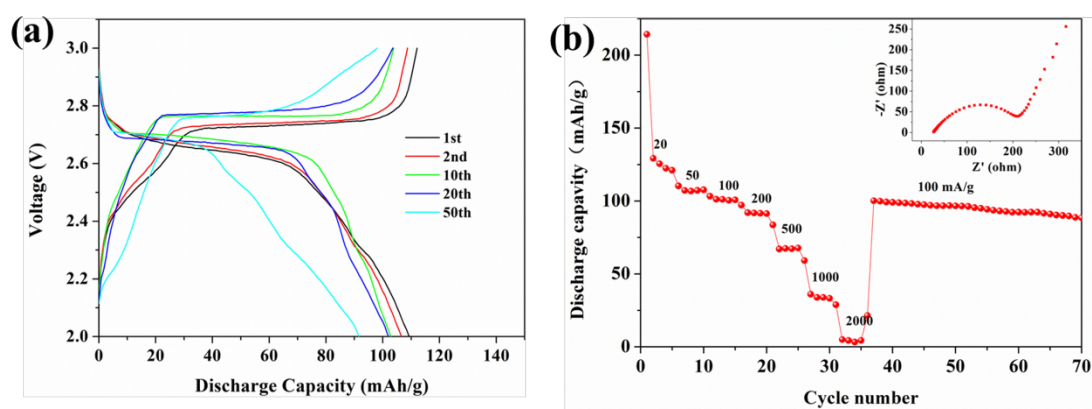 (a)
3.0
2.8
2.6
2.4
2.2
2.0
Voltage (V)
1st
2nd
10th
20th
50th
0 20 40 60 80 100 120 140
Discharge Capacity (mAh/g)
(b)
200
150
100
50
0
Discharge capacity (mAh/g)
20
50
100
200
500
1000
2000
100 mA/g
250
200
150
100
50
0
-Z' (ohm)
0 100 200 300
Z' (ohm)
0 10 20 30 40 50 60 70
Cycle number